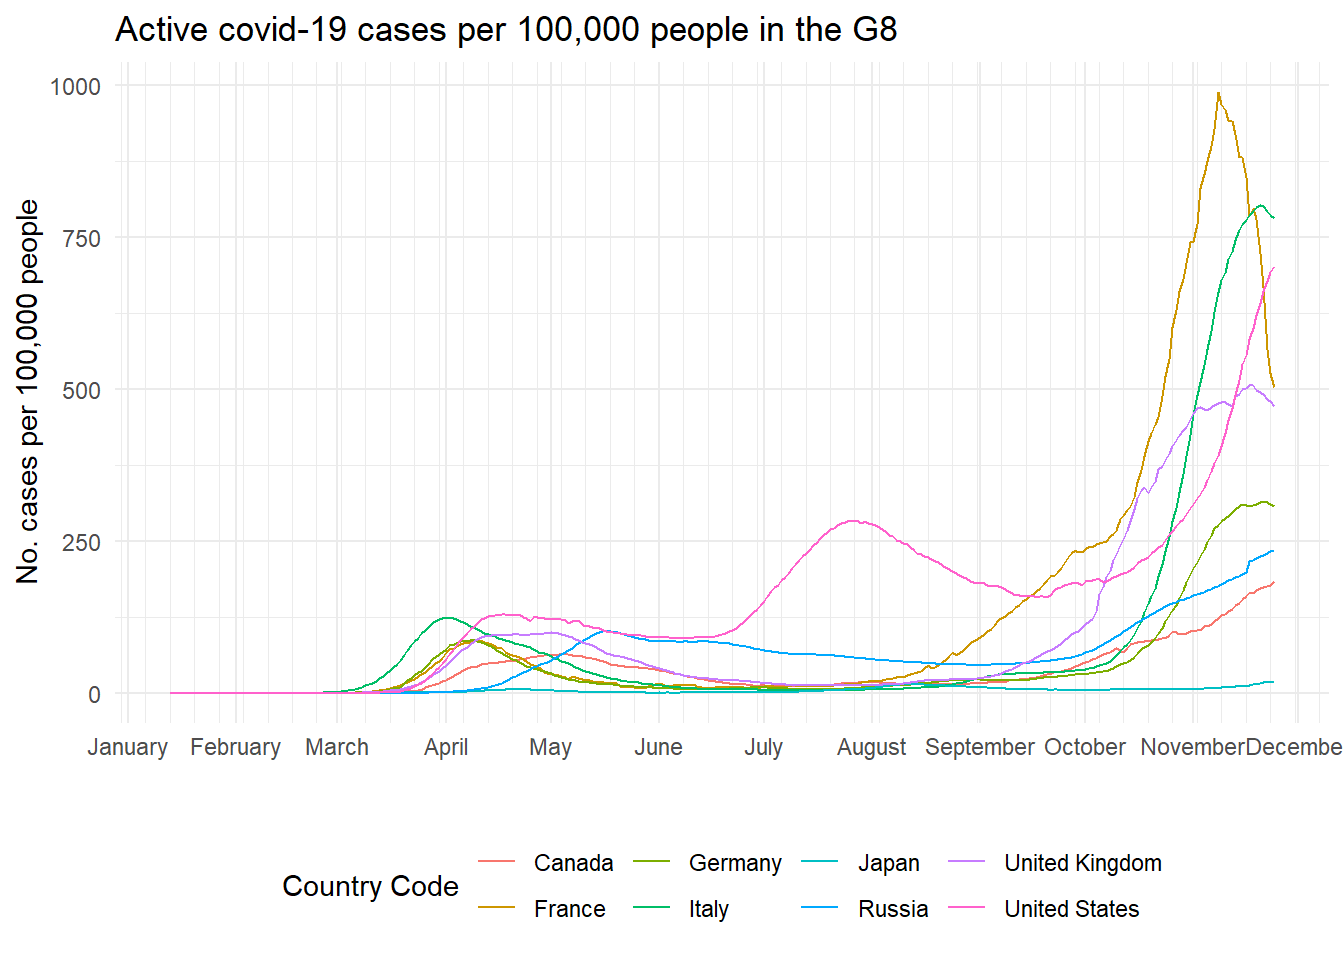 Active covid-19 cases per 100,000 people in the G8
No. cases per 100,000 people
1000
750
500
250
0
January February March April May June July August September October November Decembe
Country Code
Canada Germany Japan United Kingdom
France Italy Russia United States